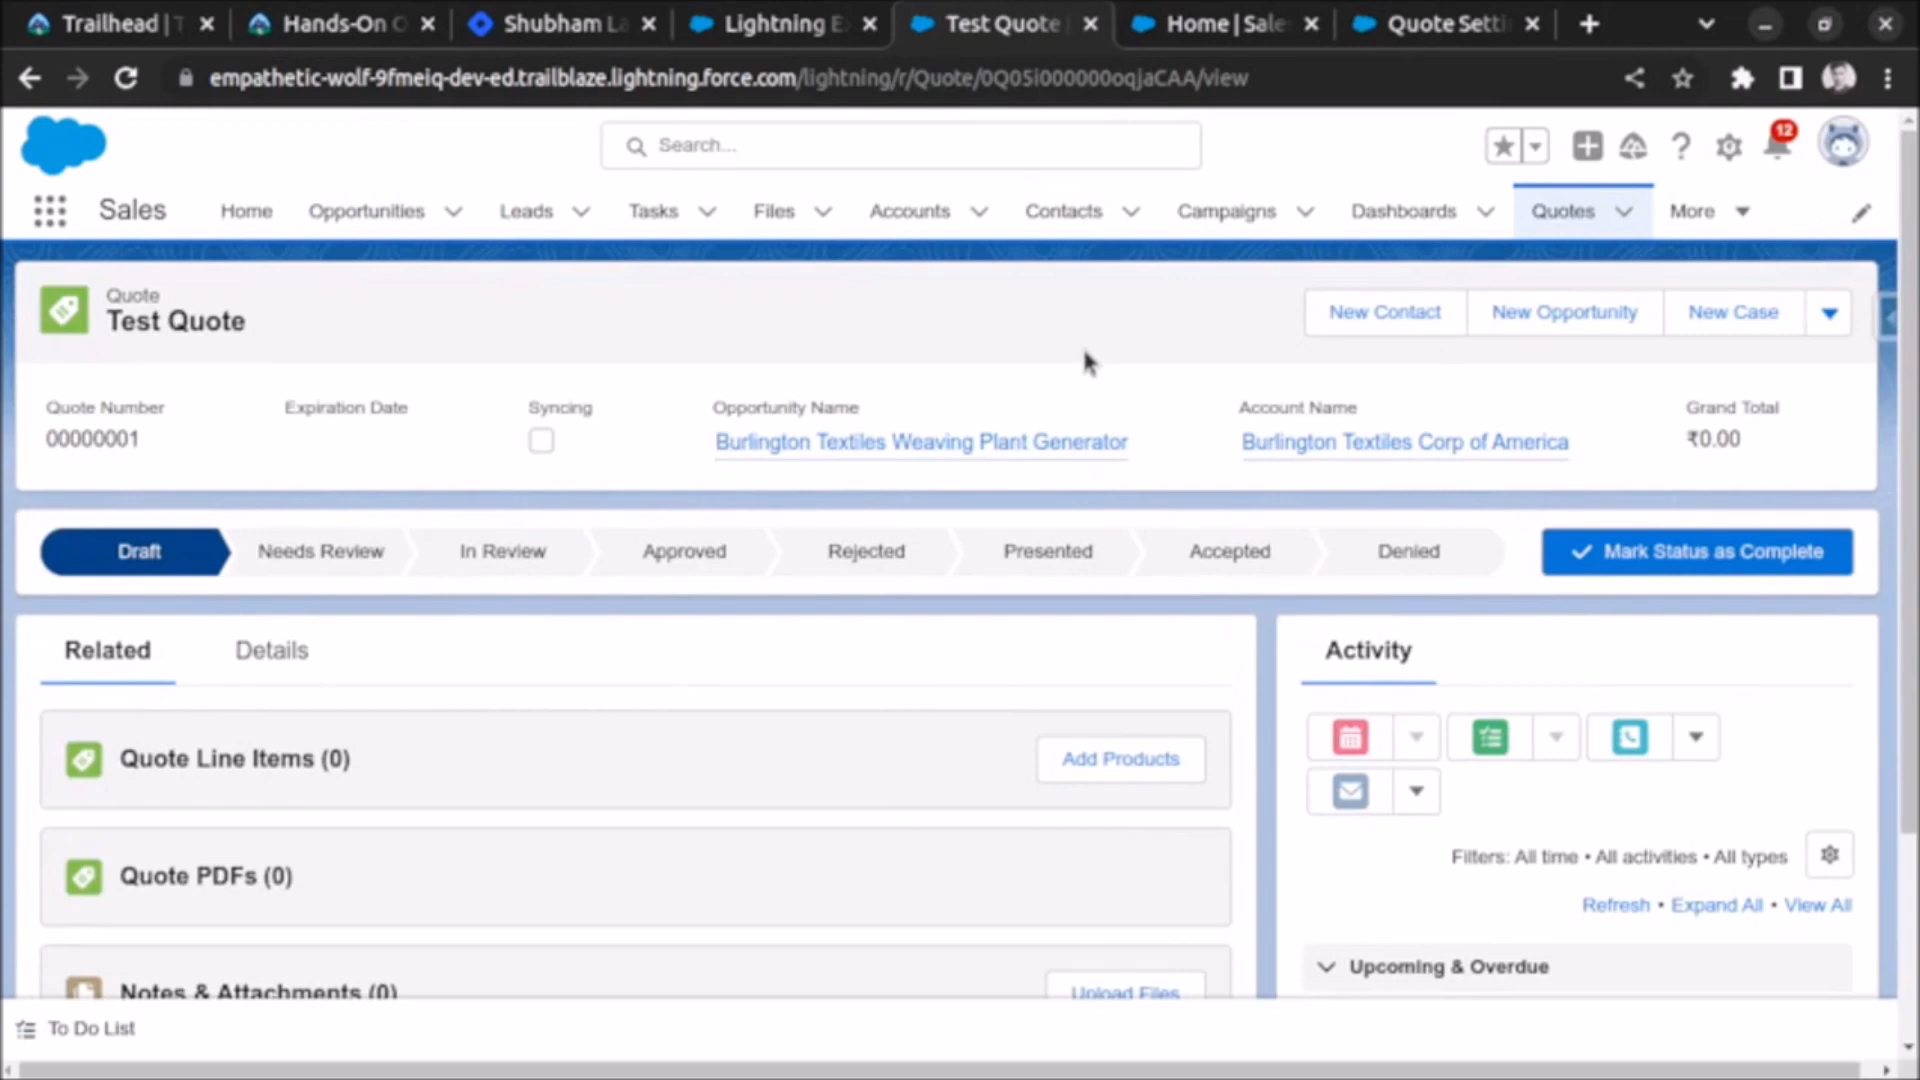 Trailhead | T
Hands-On C
Shubham La
Lightning E
Test Quote
Home | Sale
Quote Setti
empathetic-wolf-9fmeiq-dev-ed.trailblaze.lightning.force.com/lightning/r/Quote/0Q05i000000oqjaCAA/view
Search...
12
Sales
Home
Opportunities
Leads
Tasks
Files
Accounts
Contacts
Campaigns
Dashboards
Quotes
More
Quote
Test Quote
New Contact
New Opportunity
New Case
Quote Number
Expiration Date
Syncing
Opportunity Name
Account Name
Grand Total
00000001
Burlington Textiles Weaving Plant Generator
Burlington Textiles Corp of America
₹0.00
Draft
Needs Review
In Review
Approved
Rejected
Presented
Accepted
Denied
Mark Status as Complete
Related
Details
Activity
Quote Line Items (0)
Add Products
Quote PDFs (0)
Filters: All time • All activities • All types
Refresh • Expand All • View All
Upcoming & Overdue
Notes & Attachments (0)
Upload Files
To Do List